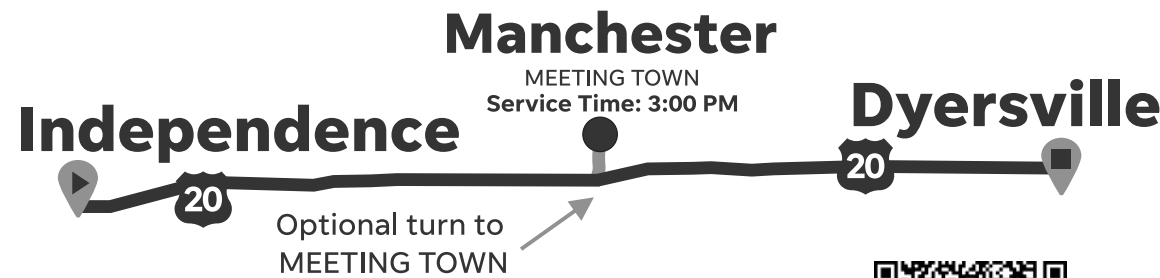 Manchester
MEETING TOWN
Service Time: 3:00 PM
Independence
Dyersville
20
20
Optional turn to
MEETING TOWN